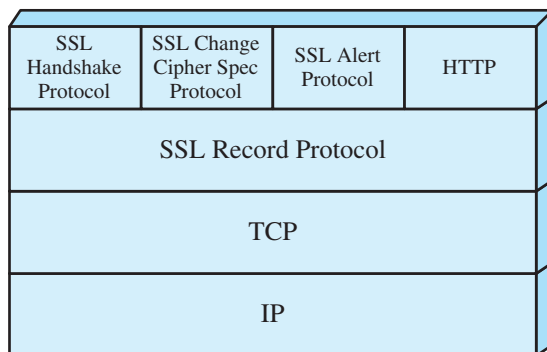 SSL
Handshake
Protocol
SSL Change
Cipher Spec
Protocol
SSL Alert
Protocol
HTTP
SSL Record Protocol
TCP
IP